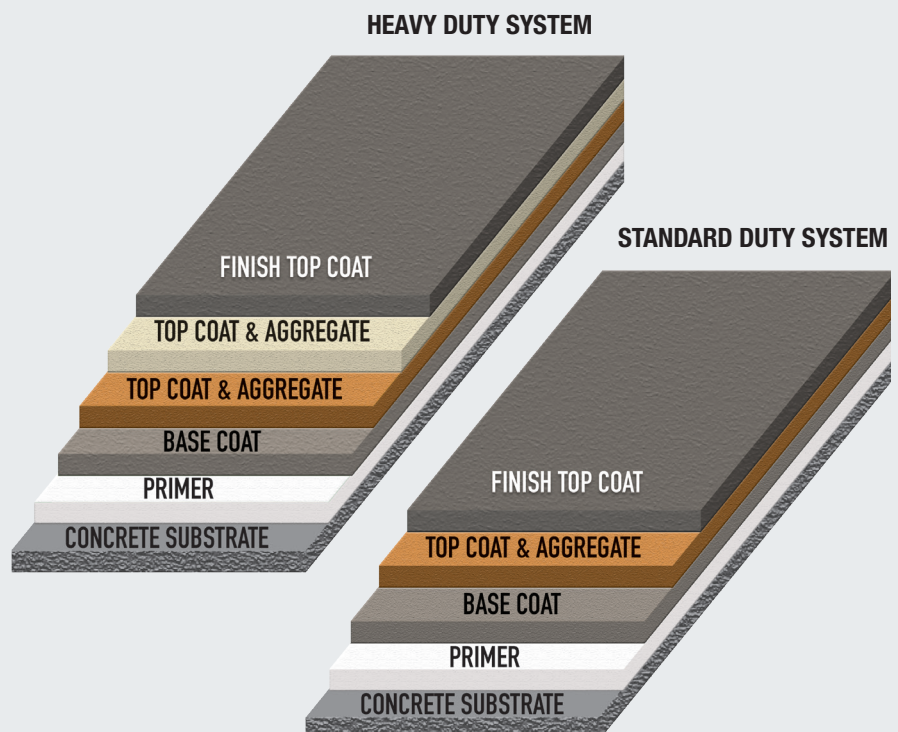 HEAVY DUTY SYSTEM
FINISH TOP COAT
TOP COAT & AGGREGATE
TOP COAT & AGGREGATE
BASE COAT
PRIMER
CONCRETE SUBSTRATE
STANDARD DUTY SYSTEM
FINISH TOP COAT
TOP COAT & AGGREGATE
BASE COAT
PRIMER
CONCRETE SUBSTRATE